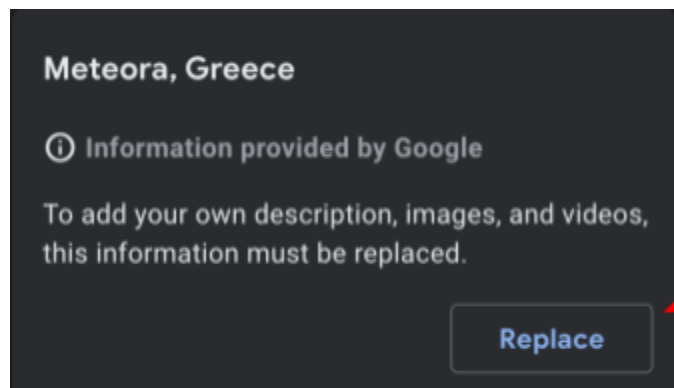 Meteora, Greece
Information provided by Google
To add your own description, images, and videos,
this information must be replaced.
Replace